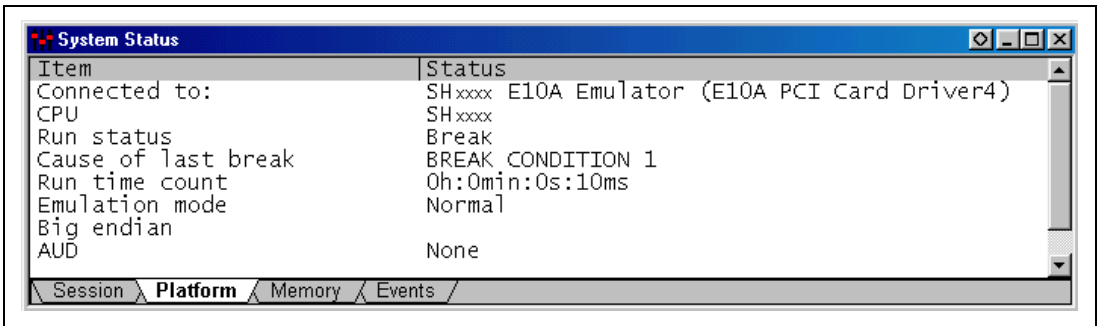 System Status
Item Status
Connected to: SHxxxx E10A Emulator (E10A PCI Card Driver4)
CPU SHxxxx
Run status Break
Cause of last break BREAK CONDITION 1
Run time count 0h:0min:0s:10ms
Emulation mode Normal
Big endian
AUD None
Session Platform Memory Events